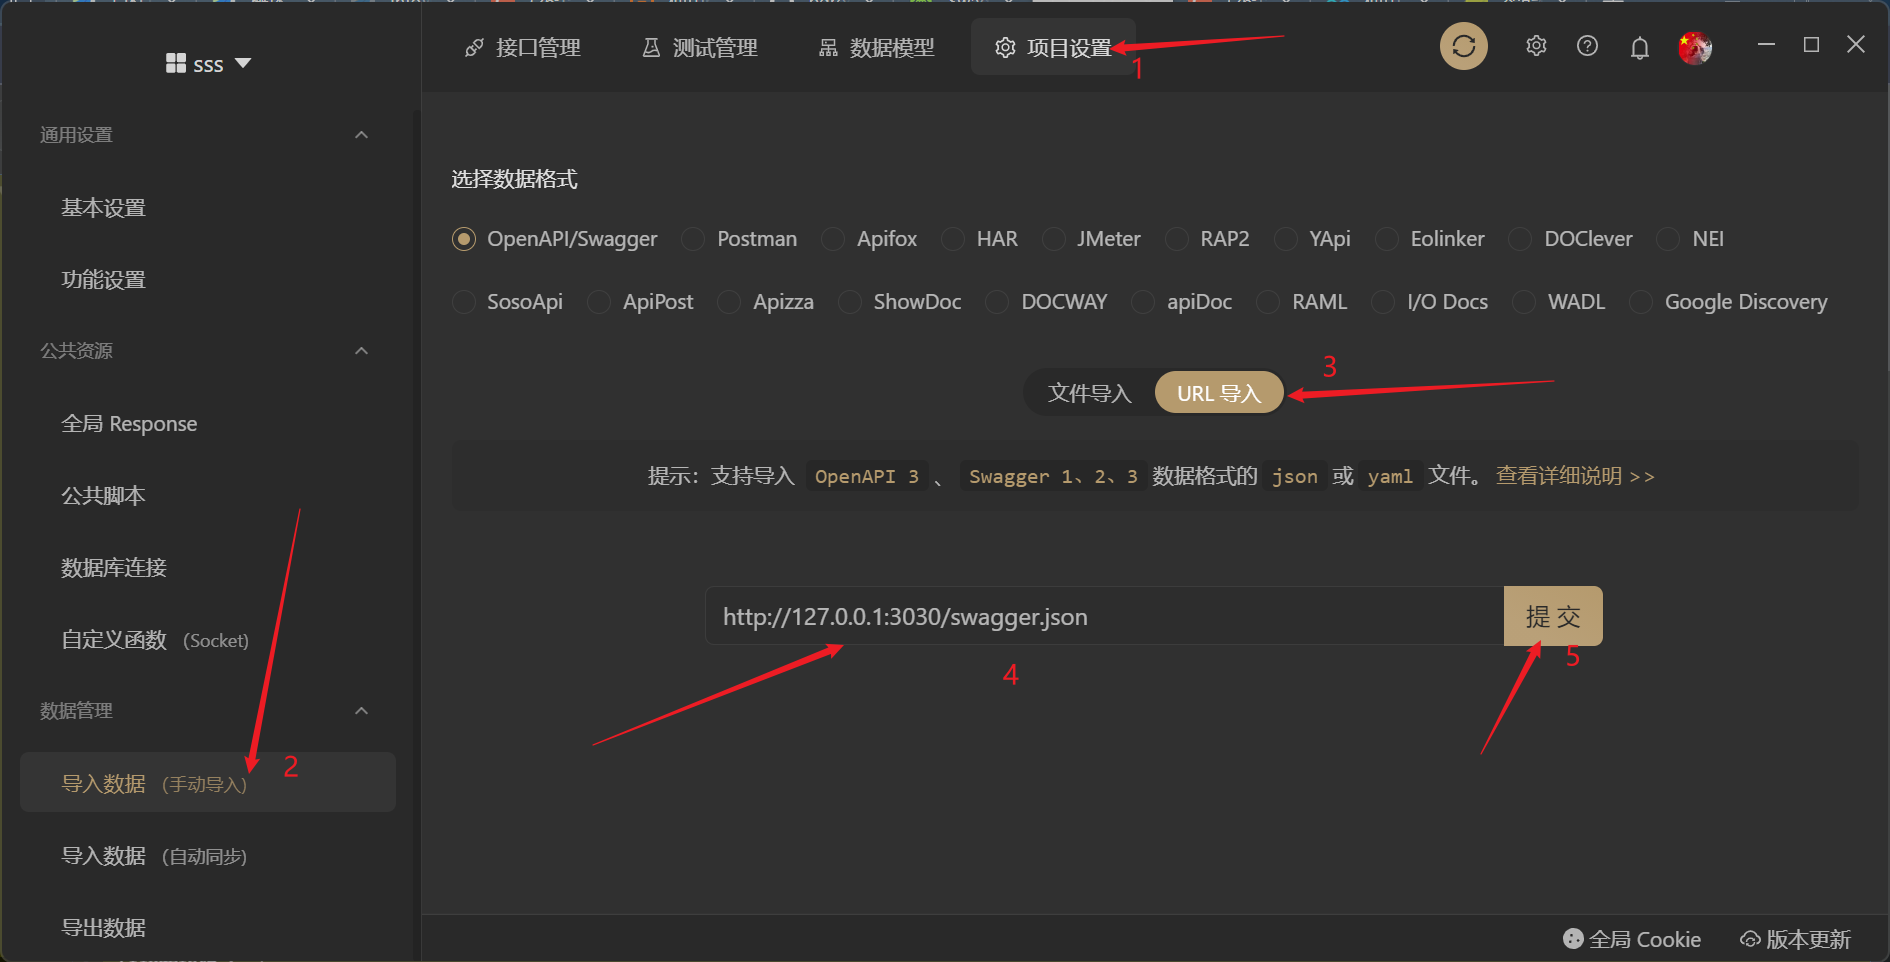 sss
接口管理
测试管理
数据模型
项目设置
1
通用设置
基本设置
功能设置
公共资源
全局 Response
公共脚本
数据库连接
自定义函数 (Socket)
数据管理
导入数据 (手动导入)
2
导入数据 (自动同步)
导出数据
选择数据格式
OpenAPI/Swagger Postman Apifox HAR JMeter RAP2 YApi Eolinker DOClever NEI
SosoApi ApiPost Apizza ShowDoc DOCWAY apiDoc RAML I/O Docs WADL Google Discovery
文件导入 URL 导入
3
提示：支持导入 OpenAPI 3 、 Swagger 1、2、3 数据格式的 json 或 yaml 文件。 查看详细说明 >>
http://127.0.0.1:3030/swagger.json
提 交
4
5
全局 Cookie
版本更新